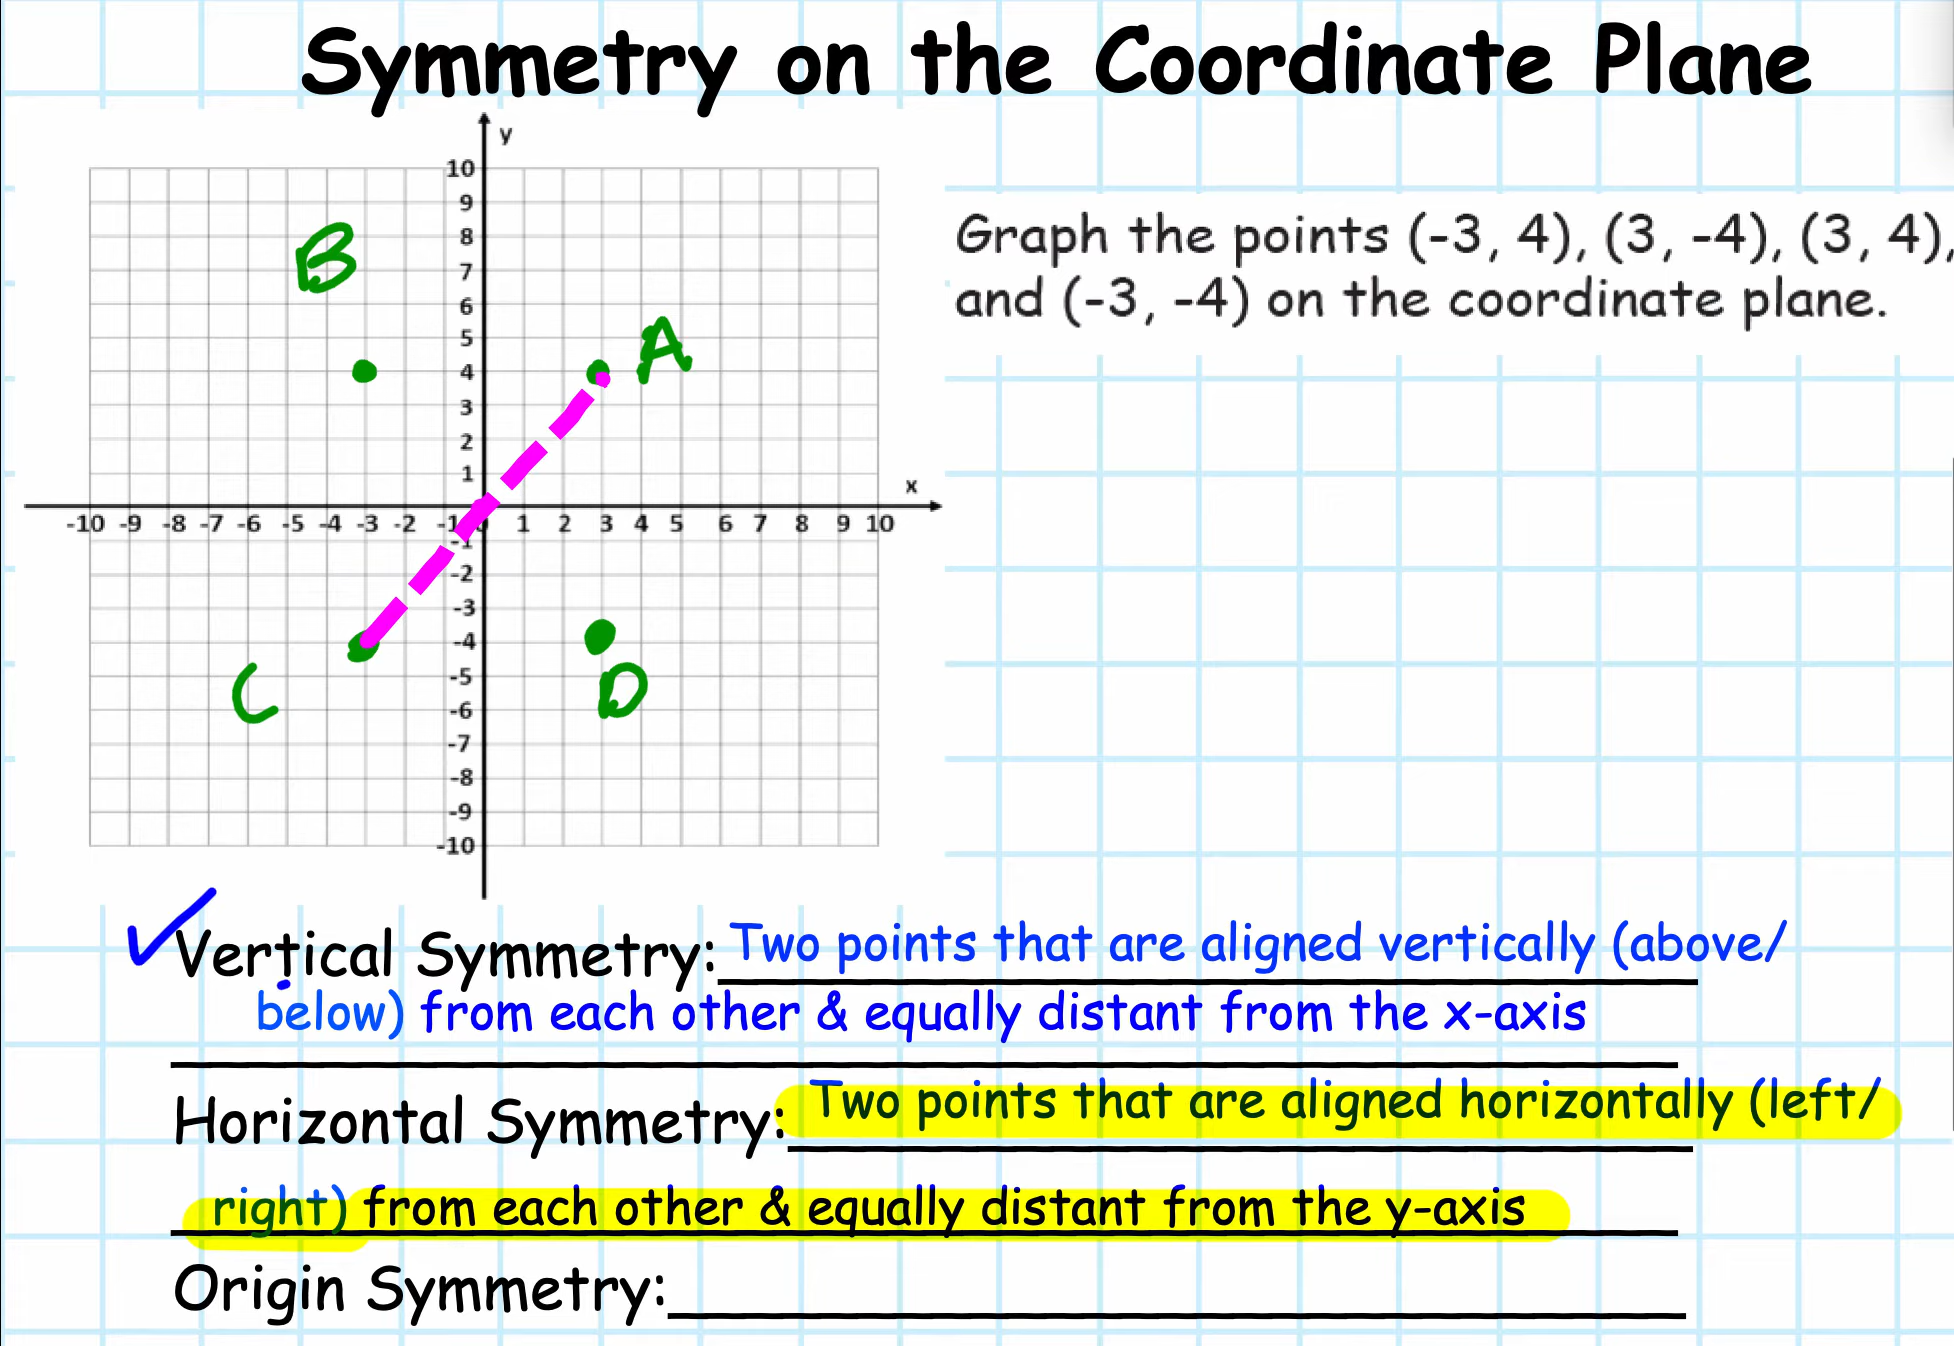 Symmetry on the Coordinate Plane
y
10
9
8
7
6
5
4
3
2
1
x
-10 -9 -8 -7 -6 -5 -4 -3 -2 -1 0 1 2 3 4 5 6 7 8 9 10
-1
-2
-3
-4
-5
-6
-7
-8
-9
-10
B
A
C
D
Graph the points (-3, 4), (3, -4), (3, 4),
and (-3, -4) on the coordinate plane.
Vertical Symmetry: Two points that are aligned vertically (above/
below) from each other & equally distant from the x-axis
Horizontal Symmetry: Two points that are aligned horizontally (left/
right) from each other & equally distant from the y-axis
Origin Symmetry: